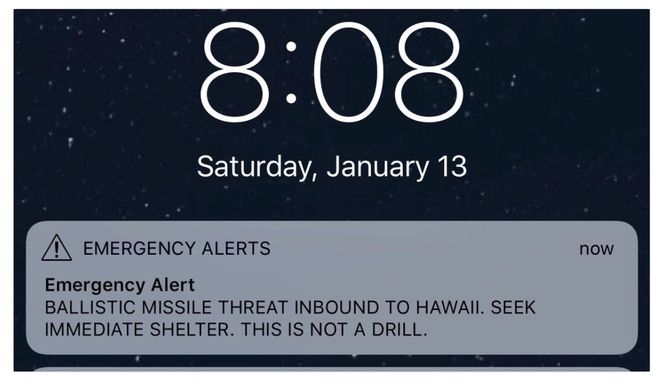 8:08
Saturday, January 13
EMERGENCY ALERTS now
Emergency Alert
BALLISTIC MISSILE THREAT INBOUND TO HAWAII. SEEK
IMMEDIATE SHELTER. THIS IS NOT A DRILL.